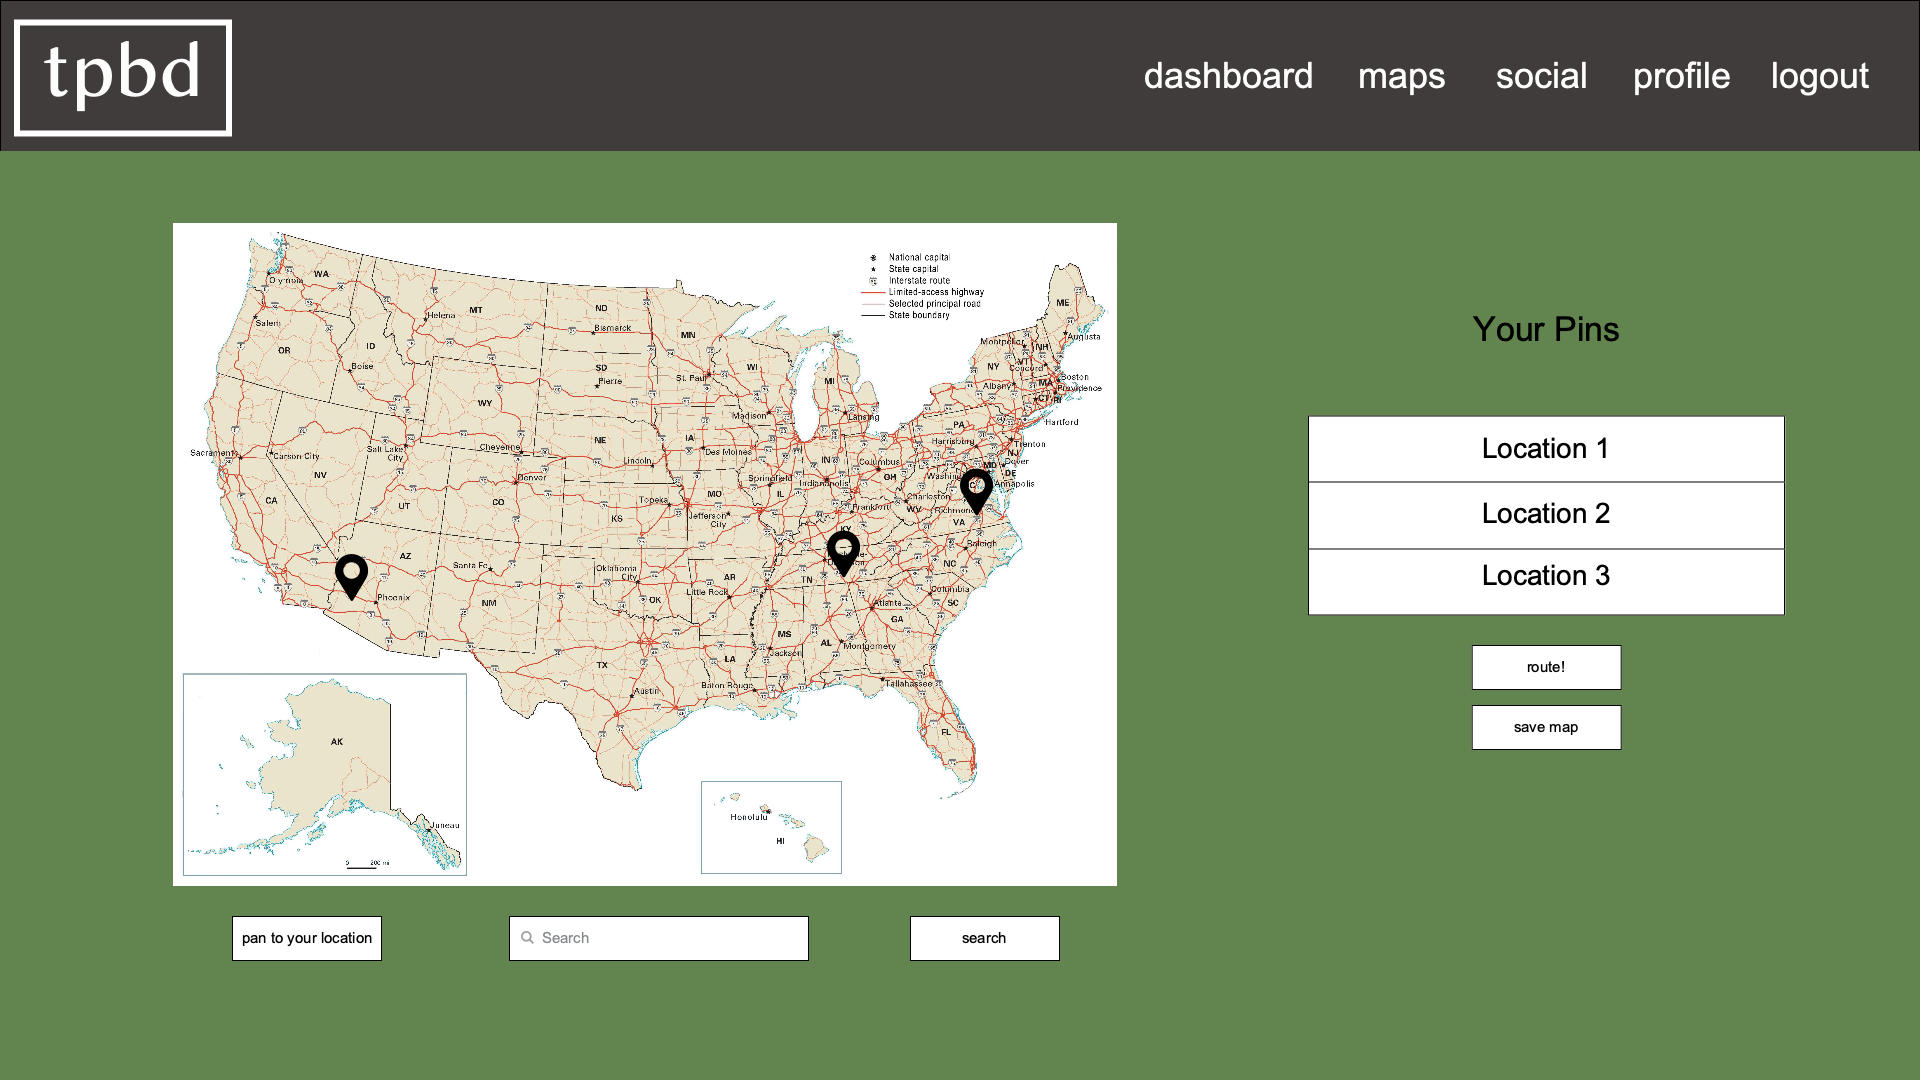 tpbd
dashboard maps social profile logout
National capital
State capital
Interstate route
Limited-access highway
Selected principal road
State boundary
WA
Olympia
Salem
OR
ID
Boise
MT
Helena
ND
Bismarck
MN
St. Paul
SD
Pierre
WI
Madison
MI
Lansing
ME
Augusta
Montpelier
NH
VT
Concord
NY
Albany
MA
Boston
Providence
CT
RI
Hartford
WY
Cheyenne
NE
Lincoln
IA
Des Moines
PA
Harrisburg
Trenton
NJ
Dover
MD
DE
Annapolis
Sacramento
Carson City
NV
CA
Salt Lake
City
UT
Denver
CO
Topeka
KS
MO
Jefferson
City
Springfield
IL
IN
Indianapolis
Columbus
OH
Charleston
WV
Richmond
VA
Frankfort
KY
Raleigh
NC
TN
AZ
Phoenix
Santa Fe
NM
Oklahoma
City
OK
AR
Little Rock
Columbia
SC
Atlanta
GA
MS
Jackson
AL
Montgomery
LA
Baton Rouge
TX
Austin
Tallahassee
FL
AK
Juneau
0 200 mi
Honolulu
HI
Your Pins
Location 1
Location 2
Location 3
route!
save map
pan to your location
Search
search